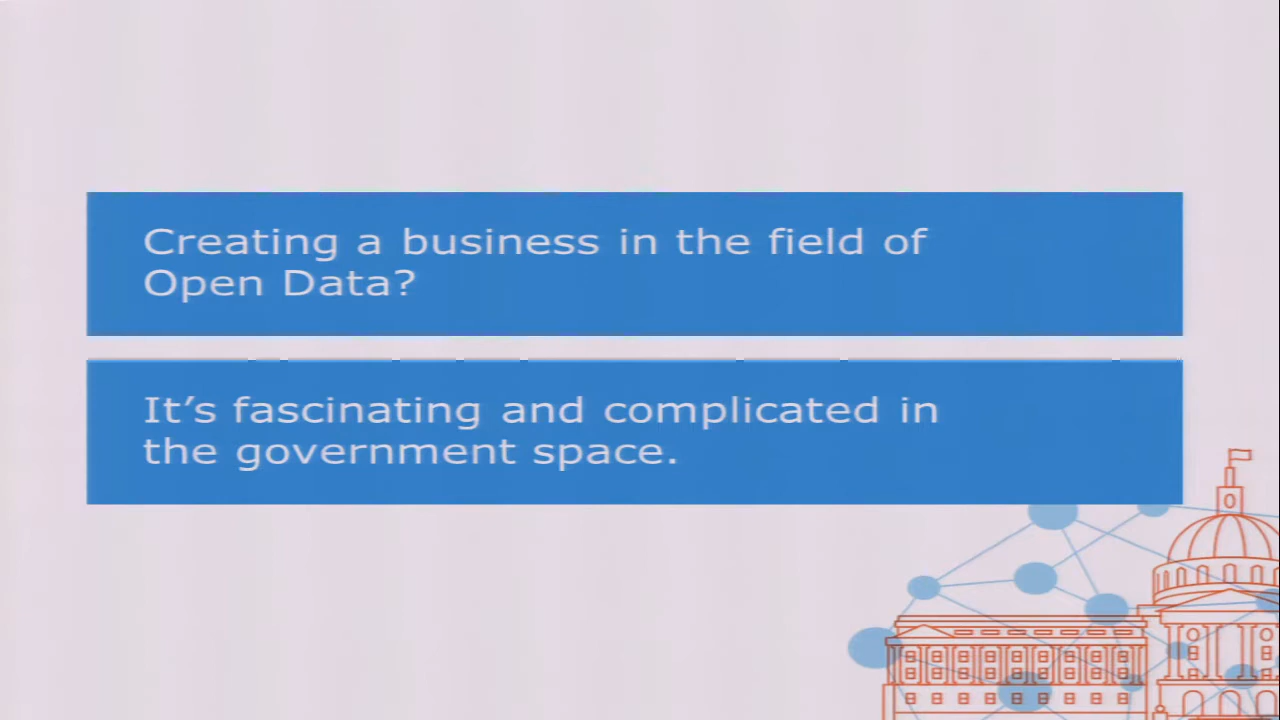 Creating a business in the field of
Open Data?
It's fascinating and complicated in
the government space.